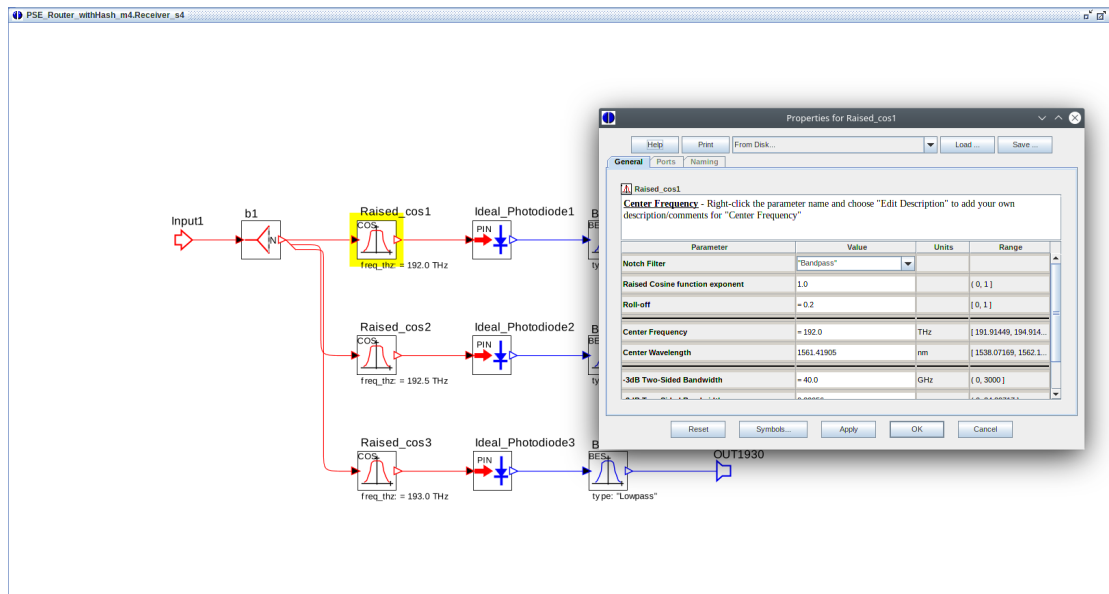 PSE_Router_withHash_m4.Receiver_s4
Properties for Raised_cos1
Help Print From Disk... Load ... Save ...
General Ports Naming
Raised_cos1
Center Frequency - Right-click the parameter name and choose "Edit Description" to add your own
description/comments for "Center Frequency"
Parameter Value Units Range
Notch Filter "Bandpass"
Raised Cosine function exponent 1.0 ( 0, 1 ]
Roll-off = 0.2 [ 0, 1 ]
Center Frequency = 192.0 THz [ 191.91449, 194.914...
Center Wavelength 1561.41905 nm [ 1538.07169, 1562.1...
-3dB Two-Sided Bandwidth = 40.0 GHz ( 0, 3000 ]
Reset Symbols... Apply OK Cancel
Input1
b1
N
Raised_cos1
COS
freq_thz: = 192.0 THz
Ideal_Photodiode1
PIN
B
BES
ty
Raised_cos2
COS
freq_thz: = 192.5 THz
Ideal_Photodiode2
PIN
B
BES
ty
Raised_cos3
COS
freq_thz: = 193.0 THz
Ideal_Photodiode3
PIN
B
BES
type: "Lowpass"
OUT1930